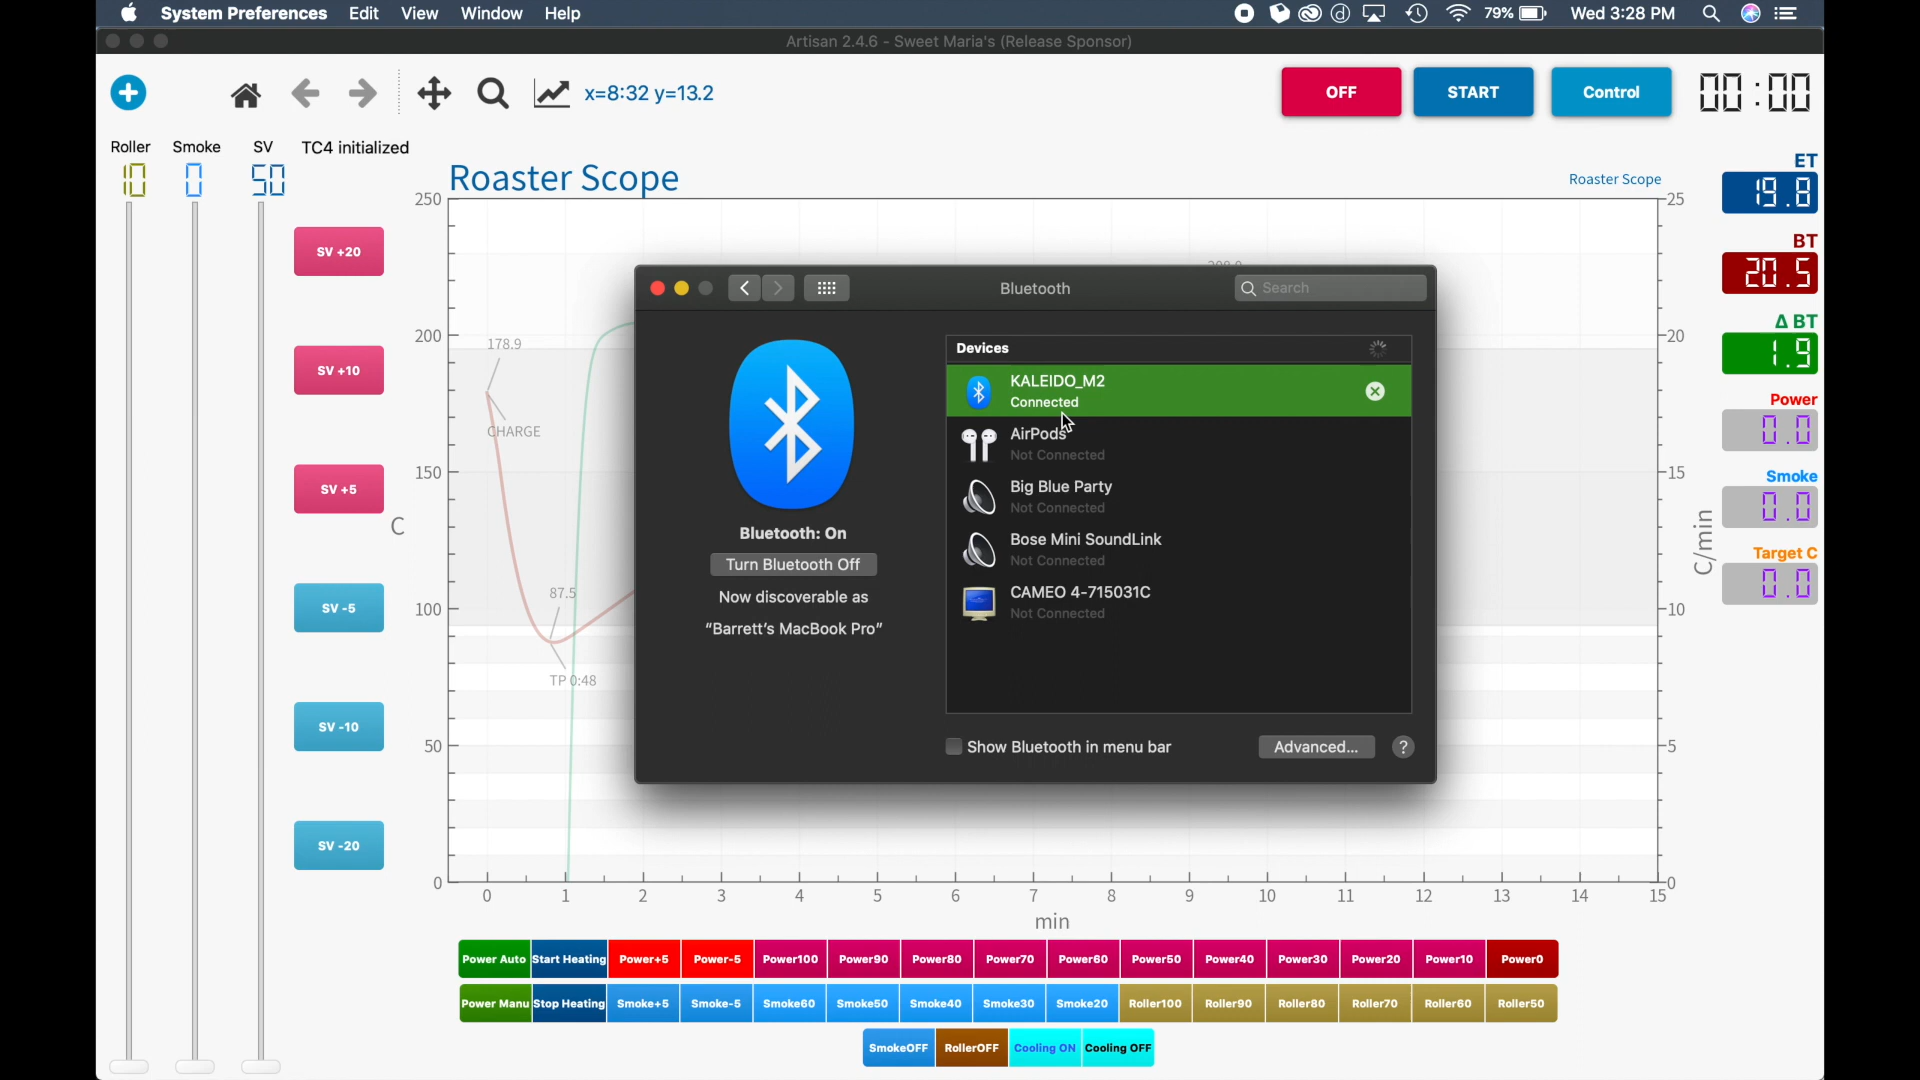 System Preferences Edit View Window Help
79% Wed 3:28 PM
Artisan 2.4.6 - Sweet Maria's (Release Sponsor)
x=8:32 y=13.2
OFF START Control 00:00
Roller Smoke SV TC4 initialized
10 0 50
Roaster Scope
Roaster Scope
SV +20
SV +10
SV +5
SV -5
SV -10
SV -20
C
250
200
150
100
50
0
178.9
CHARGE
87.5
TP 0:48
Bluetooth
Search
Bluetooth: On
Turn Bluetooth Off
Now discoverable as
“Barrett’s MacBook Pro”
Devices
KALEIDO_M2
Connected
AirPods
Not Connected
Big Blue Party
Not Connected
Bose Mini SoundLink
Not Connected
CAMEO 4-715031C
Not Connected
Show Bluetooth in menu bar
Advanced...
?
25
20
15
10
5
0
C/min
ET
19.8
BT
20.5
Δ BT
1.9
Power
0.0
Smoke
0.0
Target C
0.0
0 1 2 3 4 5 6 7 8 9 10 11 12 13 14 15
min
Power Auto Start Heating Power+5 Power-5 Power100 Power90 Power80 Power70 Power60 Power50 Power40 Power30 Power20 Power10 Power0
Power Manu Stop Heating Smoke+5 Smoke-5 Smoke60 Smoke50 Smoke40 Smoke30 Smoke20 Roller100 Roller90 Roller80 Roller70 Roller60 Roller50
SmokeOFF RollerOFF Cooling ON Cooling OFF